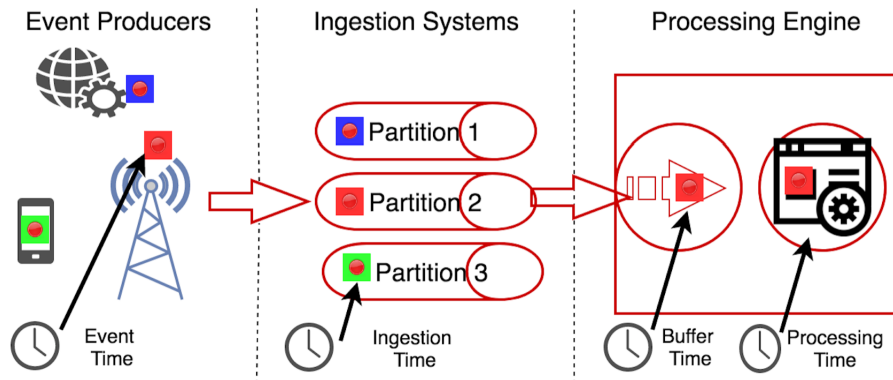 Event Producers
Ingestion Systems
Processing Engine
Partition 1
Partition 2
Partition 3
Event
Time
Ingestion
Time
Buffer
Time
Processing
Time